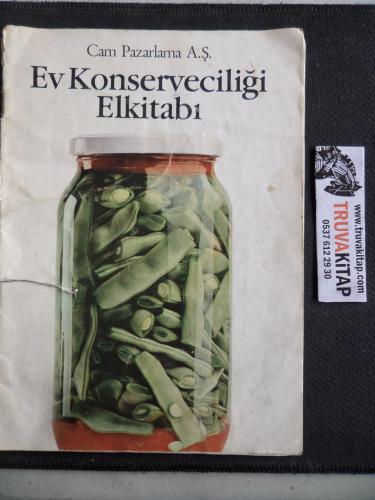 Cam Pazarlama A.Ş.
Ev Konserveciliği
Elkitabı
www.truvakitap.com
TRUVAKiTAP
0537 612 29 30